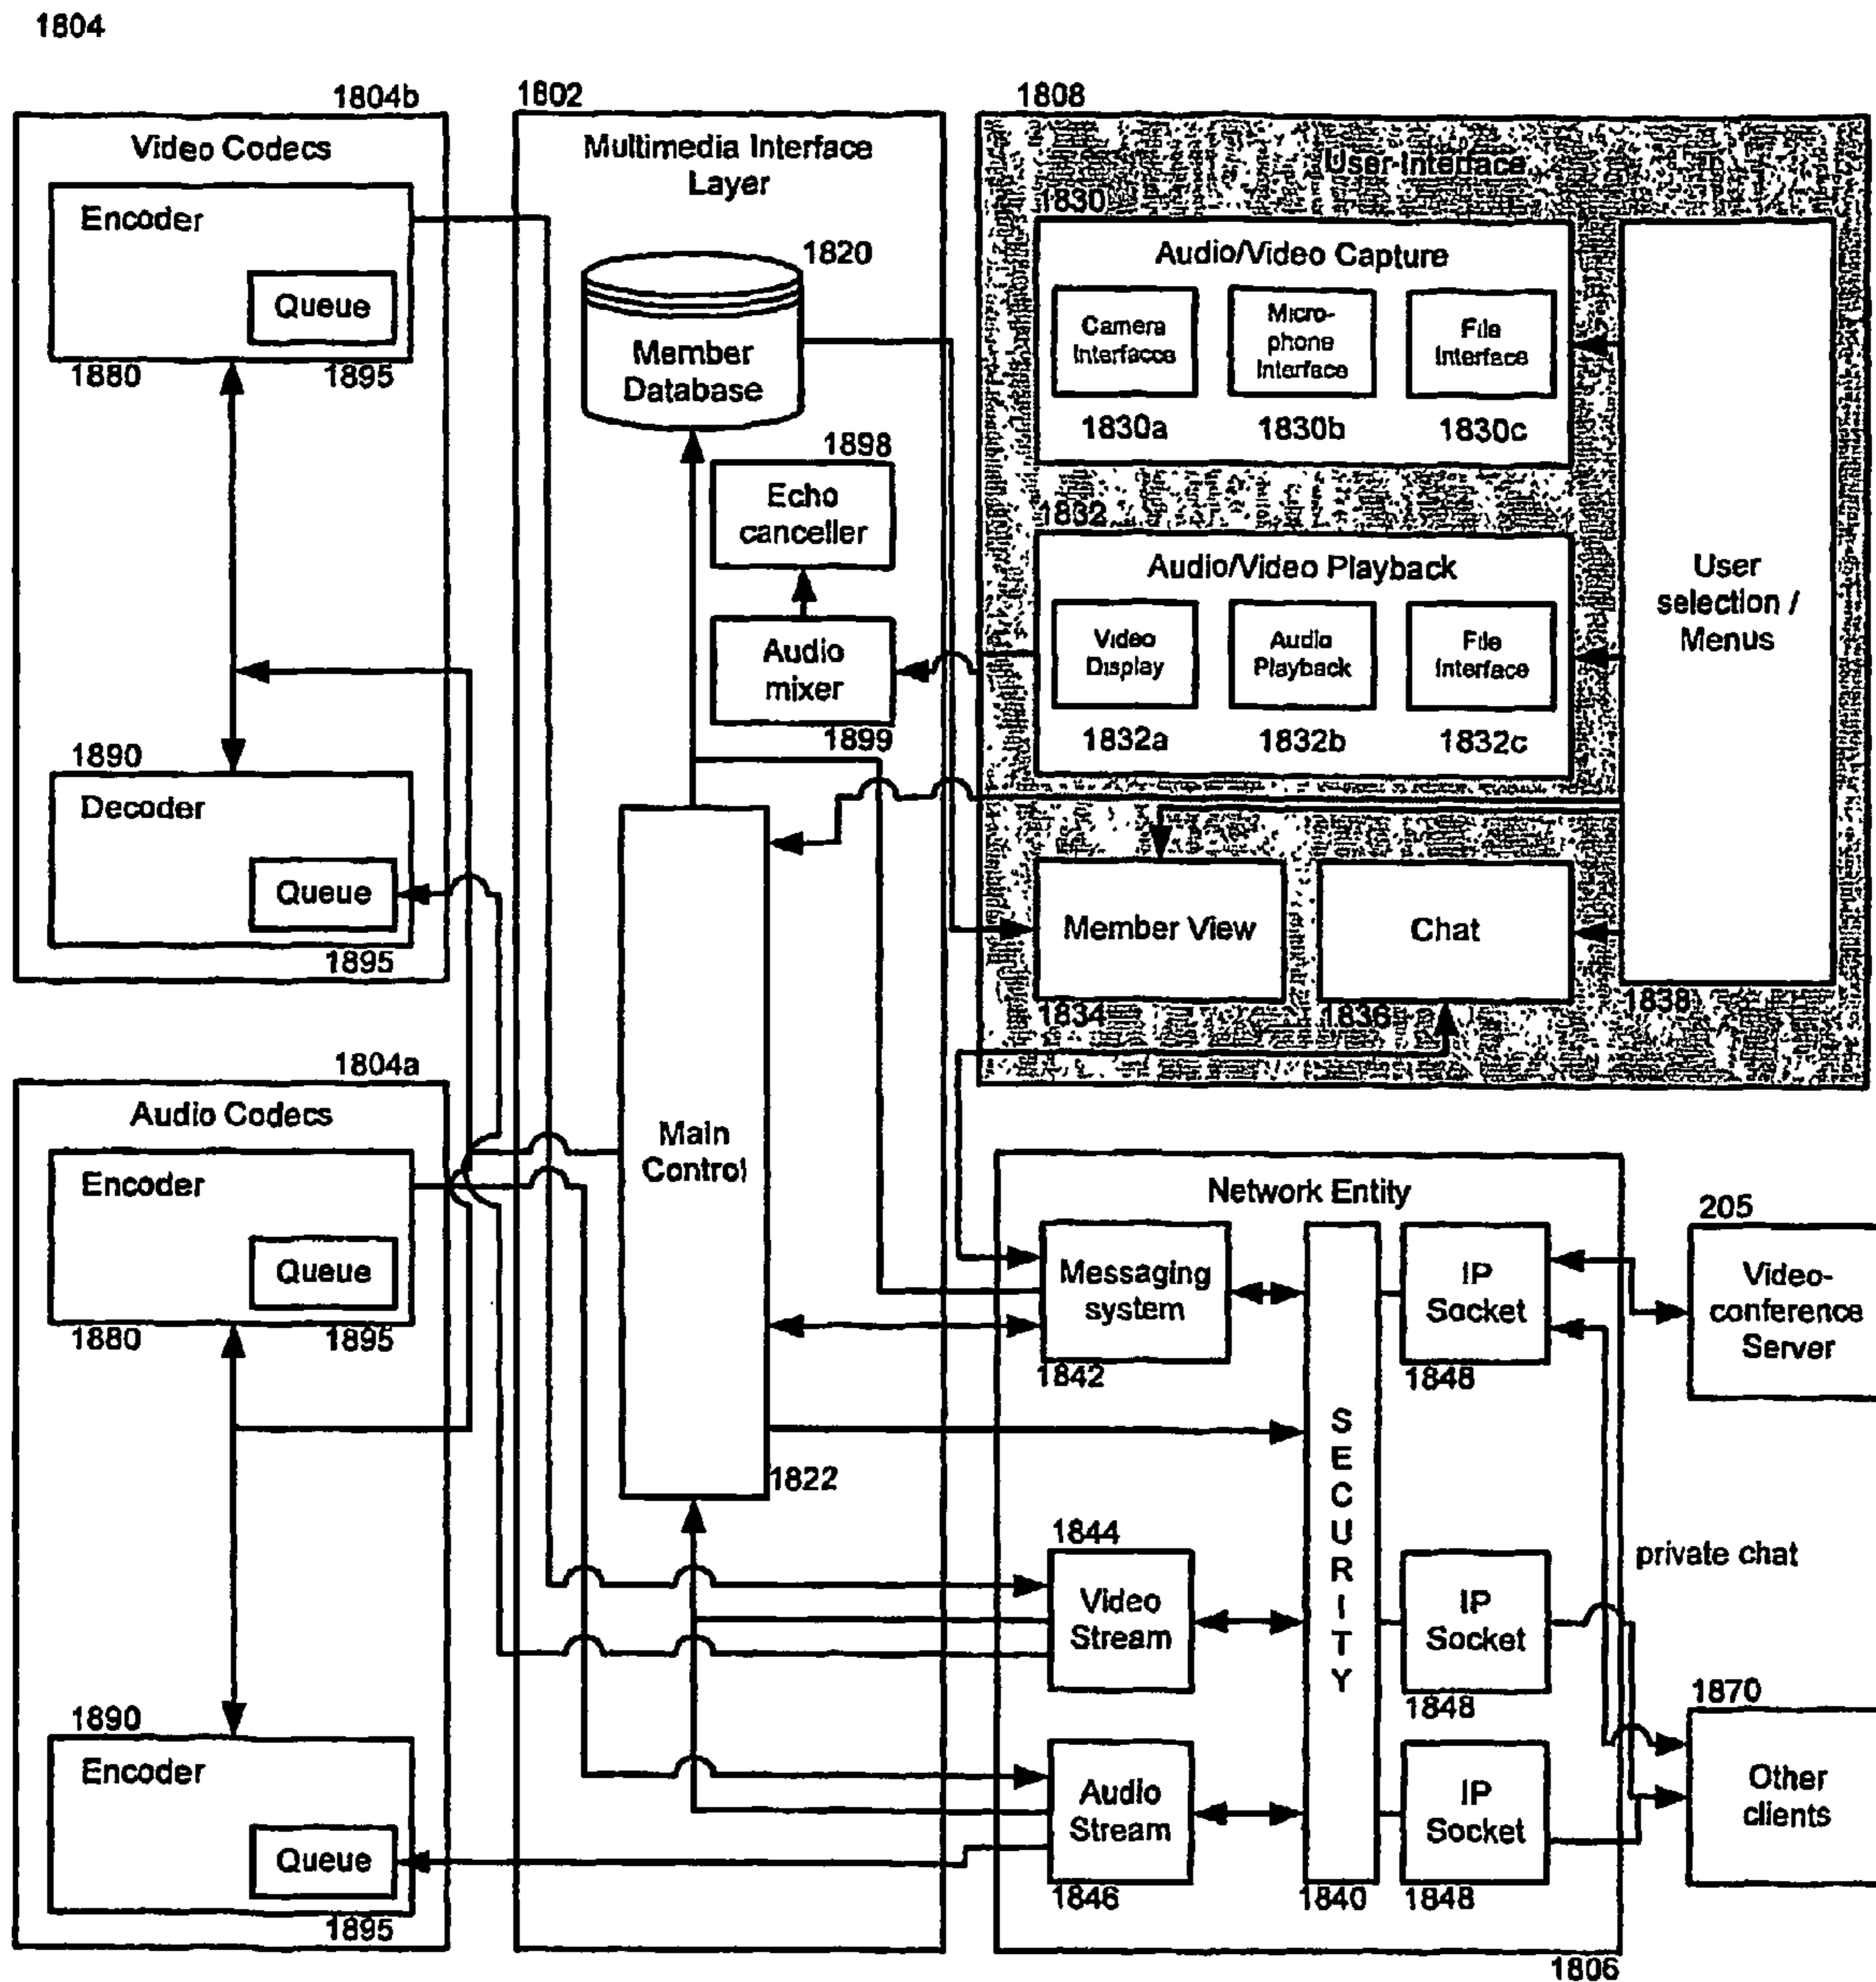 1804
1804b
Video Codecs
Encoder
Queue
1880
1895
1890
Decoder
Queue
1895
1804a
Audio Codecs
Encoder
Queue
1880
1895
1890
Encoder
Queue
1895
1802
Multimedia Interface
Layer
1820
Member
Database
1898
Echo
canceller
Audio
mixer
1899
Main
Control
1822
1808
User Interface
1830
Audio/Video Capture
Camera
Interfacce
Micro-
phone
Interface
File
Interface
1830a
1830b
1830c
1832
Audio/Video Playback
Video
Display
Audio
Playback
File
Interface
1832a
1832b
1832c
User
selection /
Menus
Member View
Chat
1834
1836
1838
Network Entity
Messaging
system
1842
IP
Socket
1848
SECURITY
1844
Video
Stream
IP
Socket
1848
Audio
Stream
IP
Socket
1846
1840
1848
1806
205
Video-
conference
Server
private chat
1870
Other
clients